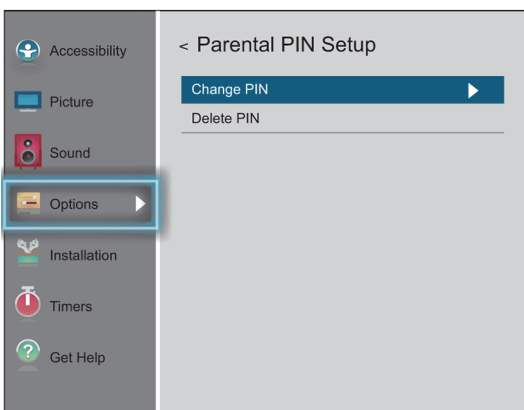 Accessibility
Picture
Sound
Options
Installation
Timers
Get Help
< Parental PIN Setup
Change PIN
Delete PIN